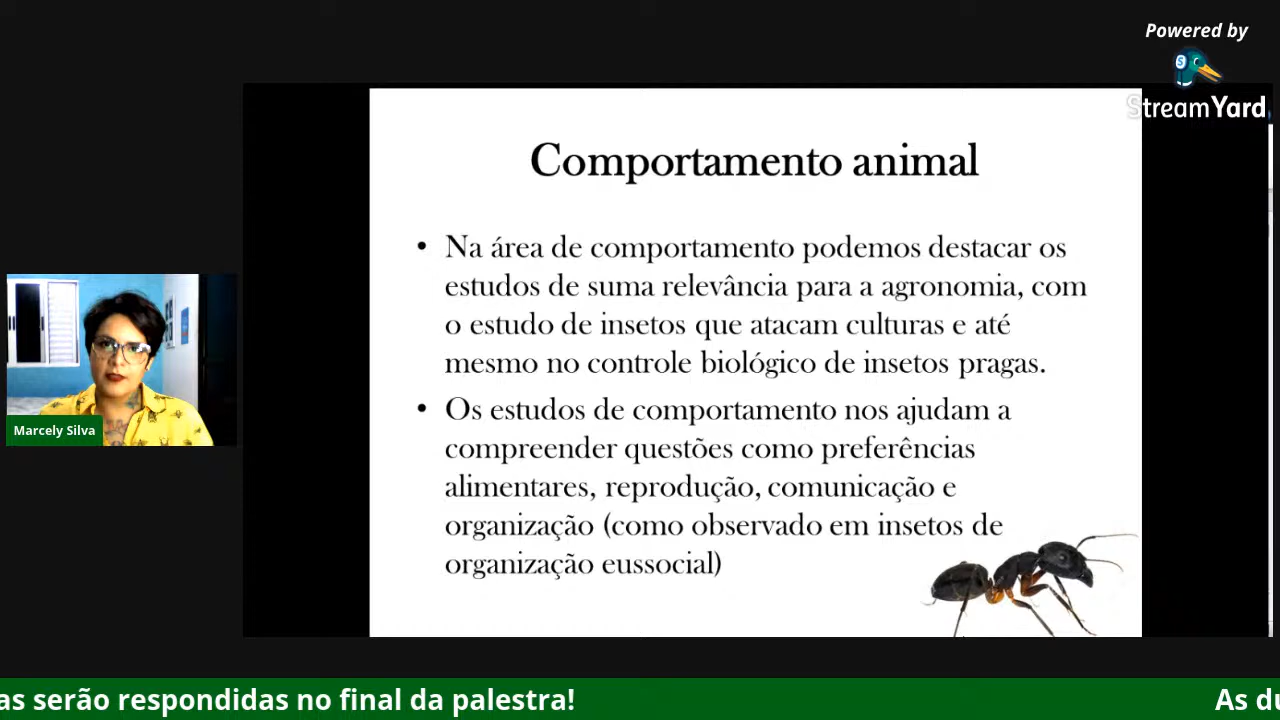 Powered by
StreamYard
Comportamento animal
• Na área de comportamento podemos destacar os
estudos de suma relevância para a agronomia, com
o estudo de insetos que atacam culturas e até
mesmo no controle biológico de insetos pragas.
• Os estudos de comportamento nos ajudam a
compreender questões como preferências
alimentares, reprodução, comunicação e
organização (como observado em insetos de
organização eussocial)
Marcely Silva
as serão respondidas no final da palestra!
As du